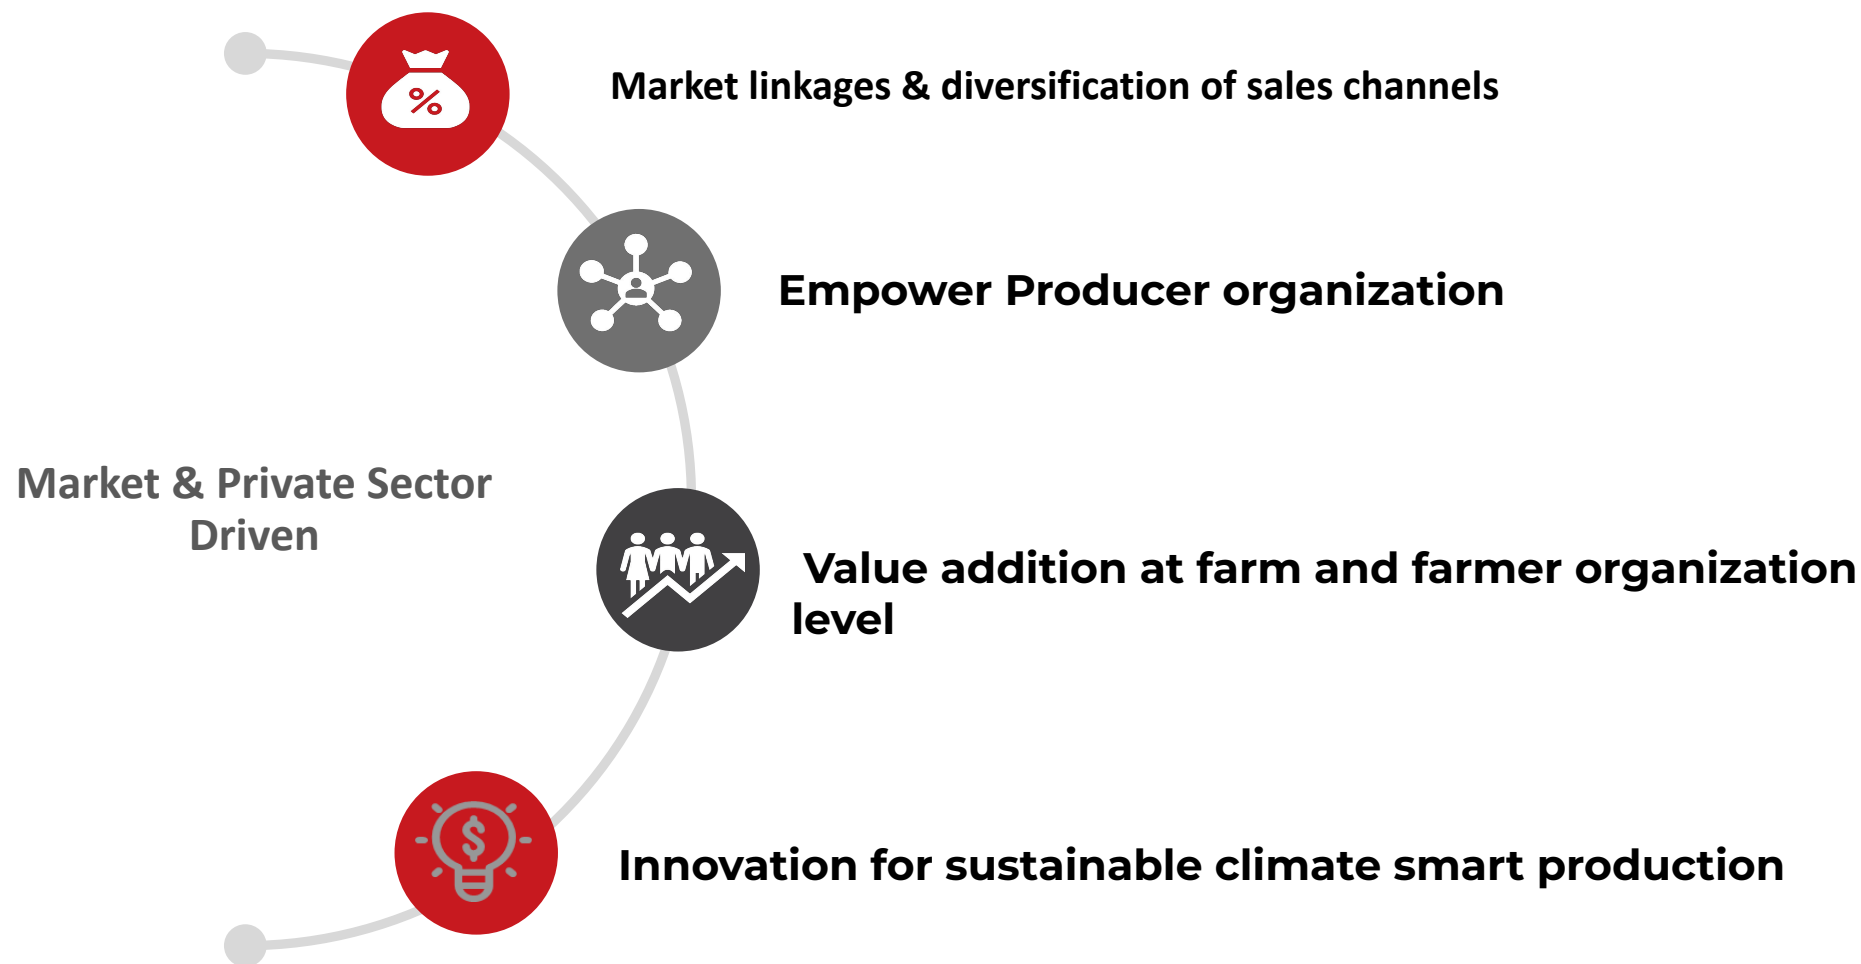 Market linkages & diversification of sales channels
Empower Producer organization
Market & Private Sector
Driven
Value addition at farm and farmer organization
level
Innovation for sustainable climate smart production